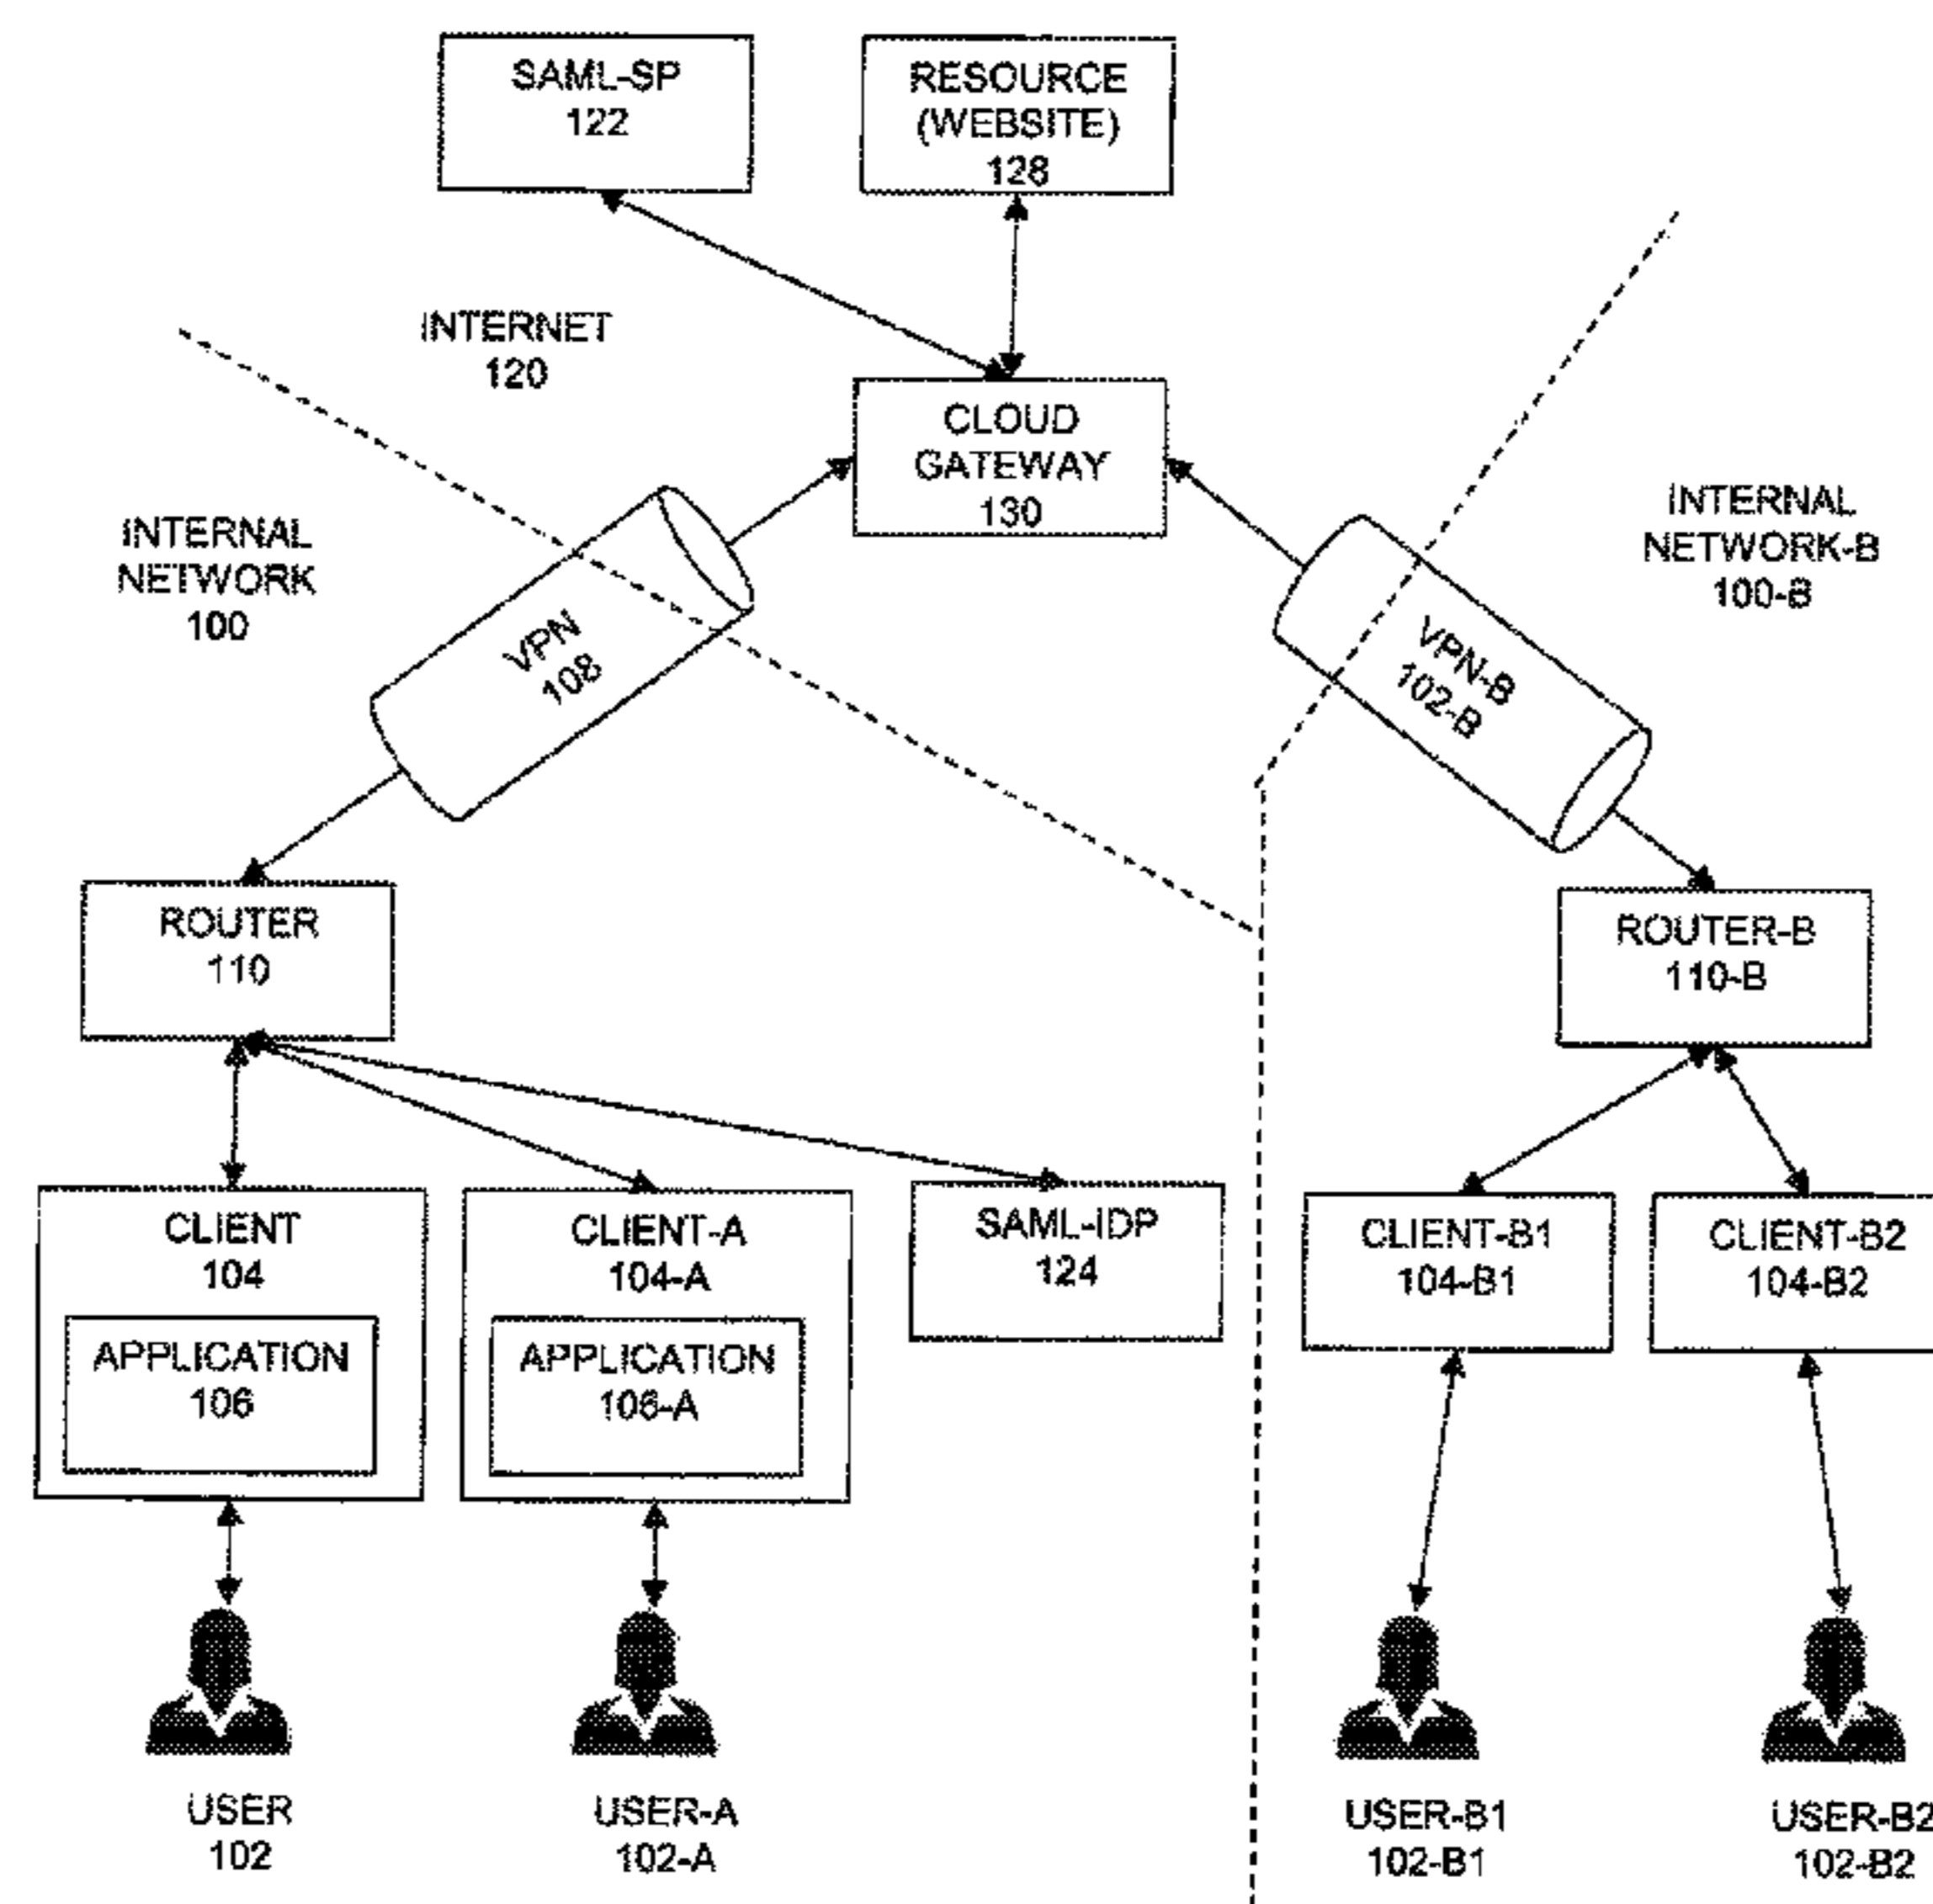 SAML-SP
122
RESOURCE
(WEBSITE)
128
INTERNET
120
CLOUD
GATEWAY
130
INTERNAL
NETWORK
100
INTERNAL
NETWORK-B
100-B
VPN
108
VPN-B
102-B
ROUTER
110
ROUTER-B
110-B
CLIENT
104
APPLICATION
106
CLIENT-A
104-A
APPLICATION
106-A
SAML-IDP
124
CLIENT-B1
104-B1
CLIENT-B2
104-B2
USER
102
USER-A
102-A
USER-B1
102-B1
USER-B2
102-B2